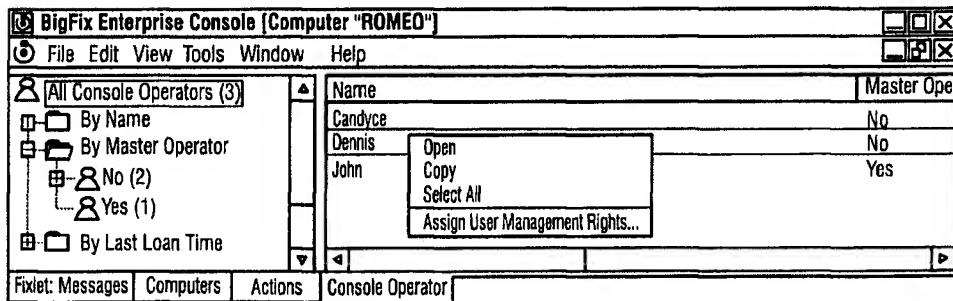 BigFix Enterprise Console [Computer "ROMEO"]
File Edit View Tools Window Help
All Console Operators (3)
By Name
By Master Operator
No (2)
Yes (1)
By Last Loan Time
Name Master Ope
Candyce No
Dennis No
John Yes
Open
Copy
Select All
Assign User Management Rights...
Fixlet: Messages Computers Actions Console Operator